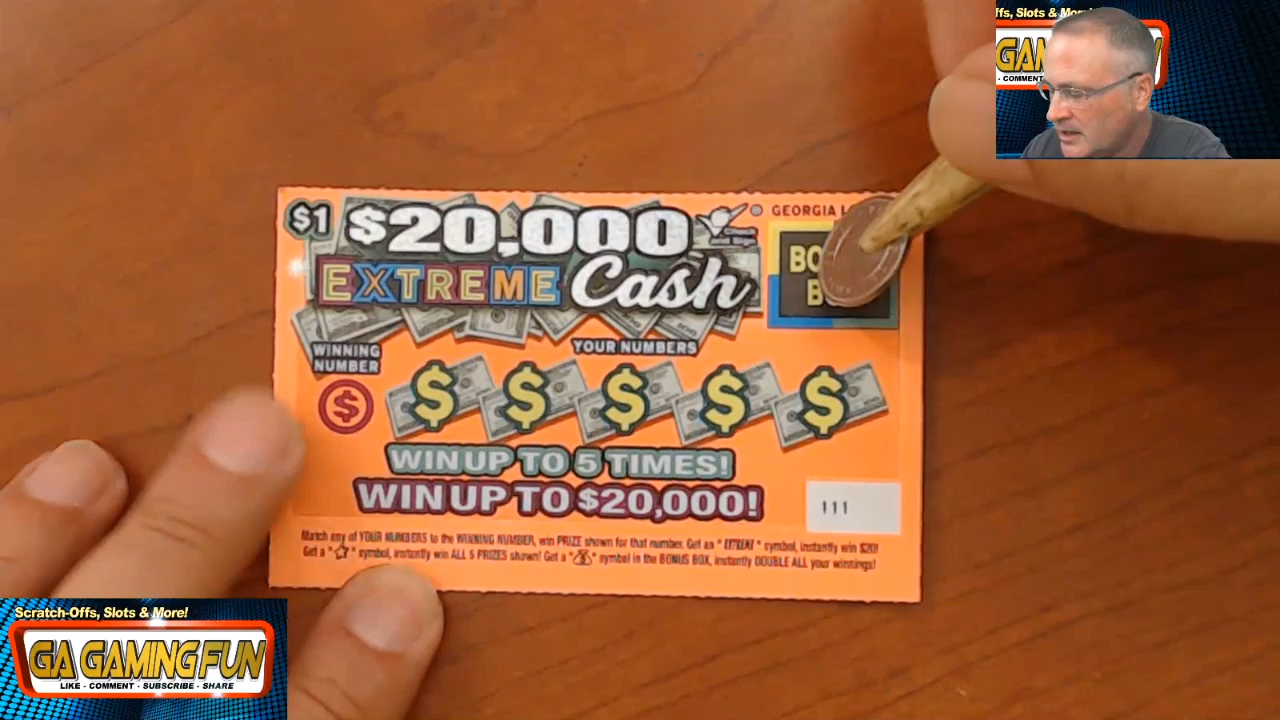 ffs, Slots & Mor
GAM
- COMMENT
$1 $20,000
GEORGIA L
EXTREME Cash
BO
B
WINNING NUMBER
YOUR NUMBERS
$ $ $ $ $ $
WIN UP TO 5 TIMES!
WIN UP TO $20,000!
111
Match any of YOUR NUMBERS to the WINNING NUMBER, win PRIZE shown for that number. Get an "EXTREME" symbol, instantly win $20!
Get a " " symbol, instantly win ALL 5 PRIZES shown! Get a " " symbol in the BONUS BOX, instantly DOUBLE ALL your winnings!
Scratch-Offs, Slots & More!
GA GAMING FUN
LIKE - COMMENT - SUBSCRIBE - SHARE